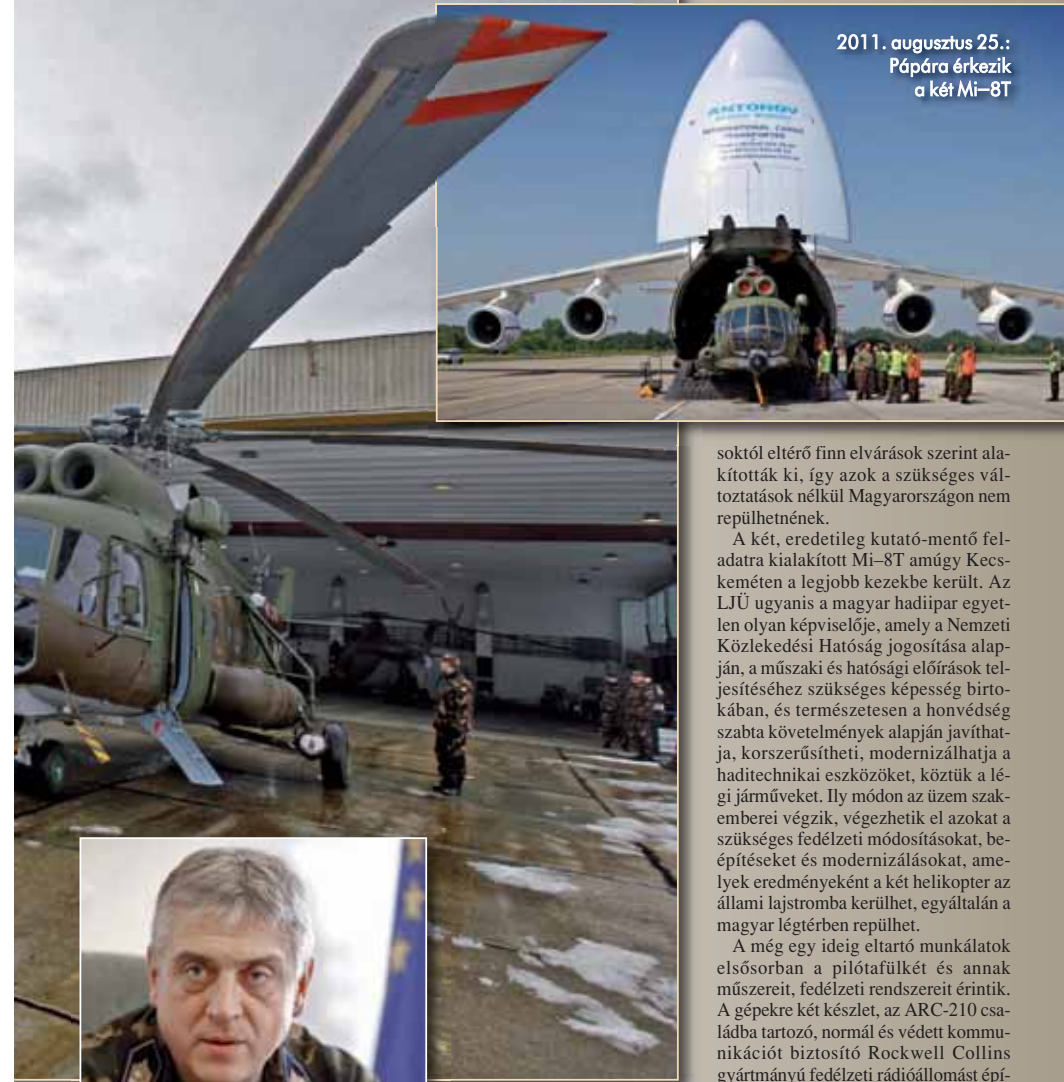 2011. augusztus 25.:
Pápára érkezik
a két Mi–8T
ANTONOV
soktól eltérő finn elvárások szerint ala-
kították ki, így azok a szükséges vál-
toztatások nélkül Magyarországon nem
repülhetnének.
A két, eredetileg kutató-mentő fel-
adatra kialakított Mi–8T amúgy Kecs-
keméten a legjobb kezekbe került. Az
LJÜ ugyanis a magyar hadiipar egyet-
len olyan képviselője, amely a Nemzeti
Közlekedési Hatóság jogosítása alap-
ján, a műszaki és hatósági előírások tel-
jesítéséhez szükséges képesség birto-
kában, és természetesen a honvédség
szabta követelmények alapján javíthat-
ja, korszerűsítheti, modernizálhatja a
haditechnikai eszközöket, köztük a lé-
gi járműveket. Ily módon az üzem szak-
emberei végzik, végezhetik el azokat a
szükséges fedélzeti módosításokat, be-
építéseket és modernizálásokat, ame-
lyek eredményeként a két helikopter az
állami lajstromba kerülhet, egyáltalán a
magyar légtérben repülhet.
A még egy ideig eltartó munkálatok
elsősorban a pilótafülkét és annak
műszereit, fedélzeti rendszereit érintik.
A gépekre két készlet, az ARC-210 csa-
ládba tartozó, normál és védett kommu-
nikációt biztosító Rockwell Collins
gyártmányú fedélzeti rádióállomást épí-